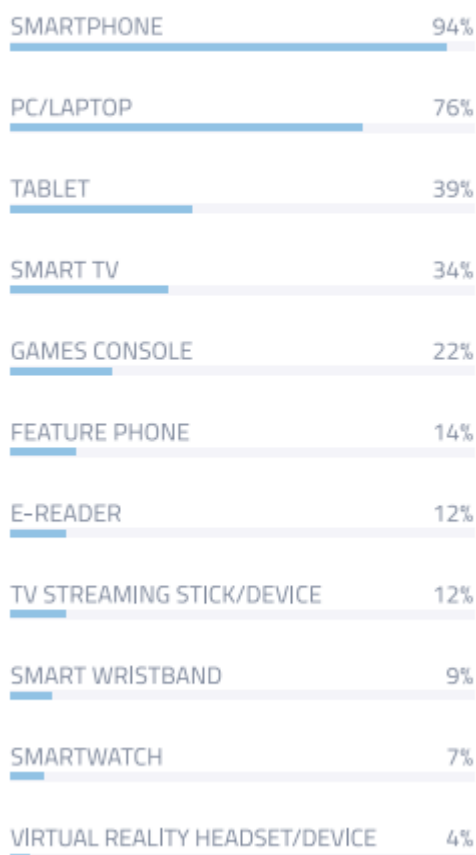 SMARTPHONE 94%
PC/LAPTOP 76%
TABLET 39%
SMART TV 34%
GAMES CONSOLE 22%
FEATURE PHONE 14%
E-READER 12%
TV STREAMING STICK/DEVICE 12%
SMART WRISTBAND 9%
SMARTWATCH 7%
VIRTUAL REALITY HEADSET/DEVICE 4%